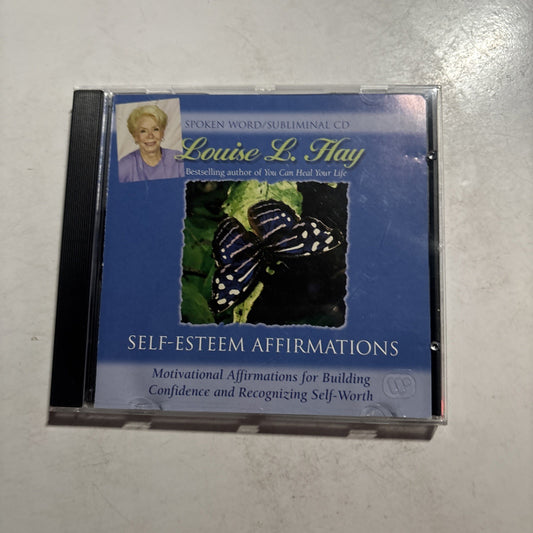 SPOKEN WORD/SUBLIMINAL CD
Louise L. Hay
Bestselling author of You Can Heal Your Life
SELF-ESTEEM AFFIRMATIONS
Motivational Affirmations for Building
Confidence and Recognizing Self-Worth